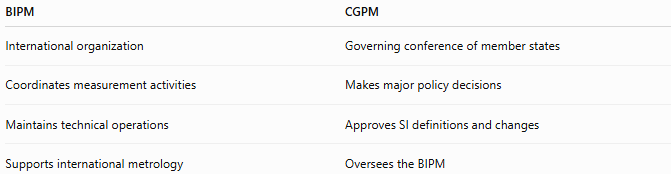 BIPM CGPM
International organization Governing conference of member states
Coordinates measurement activities Makes major policy decisions
Maintains technical operations Approves SI definitions and changes
Supports international metrology Oversees the BIPM